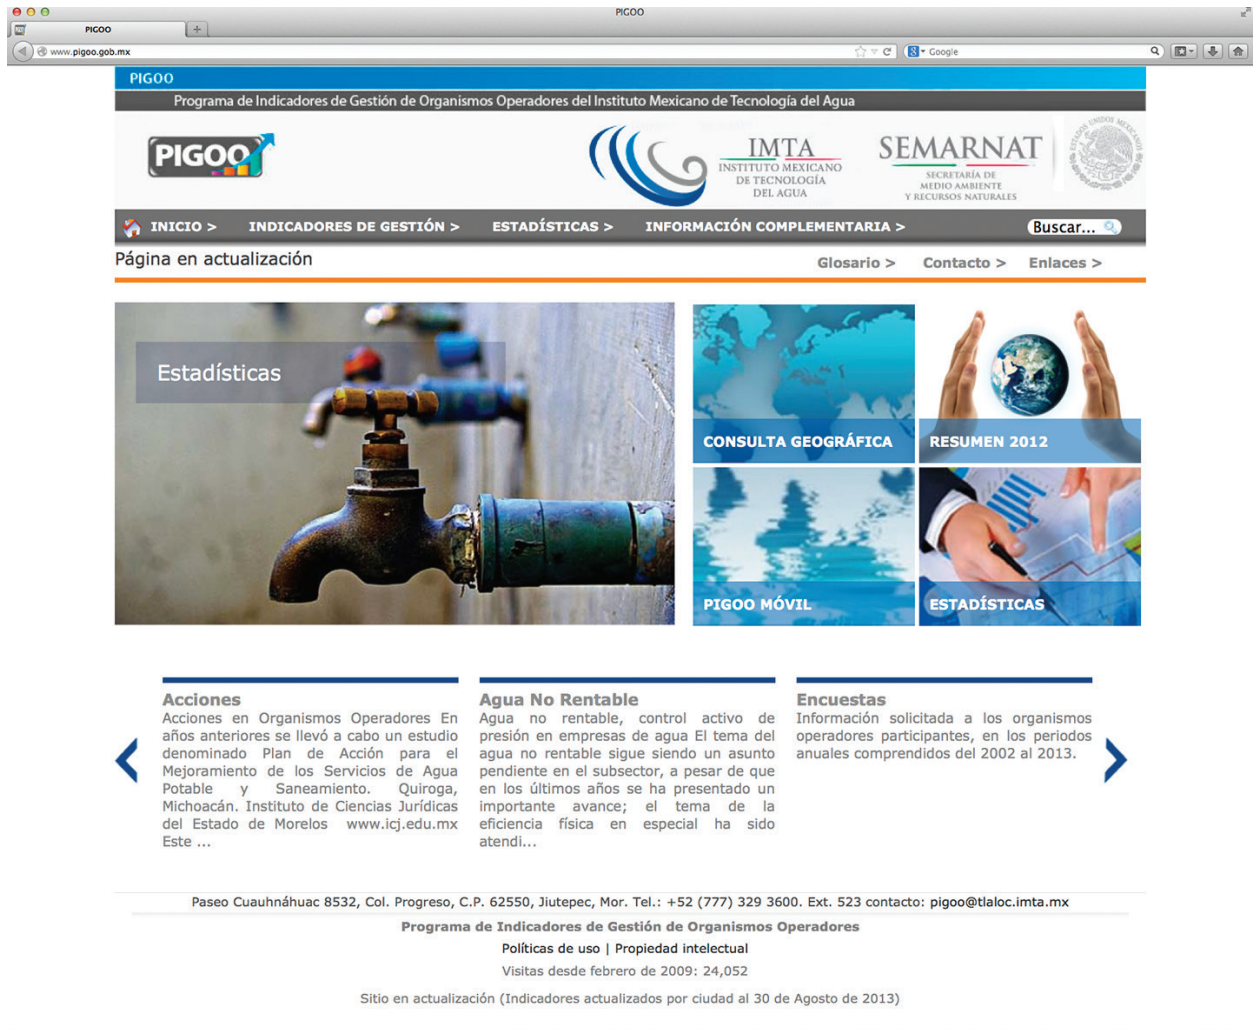 PIGOO
PIGOO
www.pigoo.gob.mx
Google
PIGOO
Programa de Indicadores de Gestión de Organismos Operadores del Instituto Mexicano de Tecnología del Agua
PIGOO
IMTA
INSTITUTO MEXICANO
DE TECNOLOGÍA
DEL AGUA
SEMARNAT
SECRETARÍA DE
MEDIO AMBIENTE
Y RECURSOS NATURALES
ESTADOS UNIDOS MEXICANOS
INICIO > INDICADORES DE GESTIÓN > ESTADÍSTICAS > INFORMACIÓN COMPLEMENTARIA > Buscar...
Página en actualización
Glosario > Contacto > Enlaces >
Estadísticas
CONSULTA GEOGRÁFICA
RESUMEN 2012
PIGOO MÓVIL
ESTADÍSTICAS
Acciones
Acciones en Organismos Operadores En
años anteriores se llevó a cabo un estudio
denominado Plan de Acción para el
Mejoramiento de los Servicios de Agua
Potable y Saneamiento. Quiroga,
Michoacán. Instituto de Ciencias Jurídicas
del Estado de Morelos www.icj.edu.mx
Este ...
Agua No Rentable
Agua no rentable, control activo de
presión en empresas de agua El tema del
agua no rentable sigue siendo un asunto
pendiente en el subsector, a pesar de que
en los últimos años se ha presentado un
importante avance; el tema de la
eficiencia física en especial ha sido
atendi...
Encuestas
Información solicitada a los organismos
operadores participantes, en los periodos
anuales comprendidos del 2002 al 2013.
Paseo Cuauhnáhuac 8532, Col. Progreso, C.P. 62550, Jiutepec, Mor. Tel.: +52 (777) 329 3600. Ext. 523 contacto: pigoo@tlaloc.imta.mx
Programa de Indicadores de Gestión de Organismos Operadores
Políticas de uso | Propiedad intelectual
Visitas desde febrero de 2009: 24,052
Sitio en actualización (Indicadores actualizados por ciudad al 30 de Agosto de 2013)